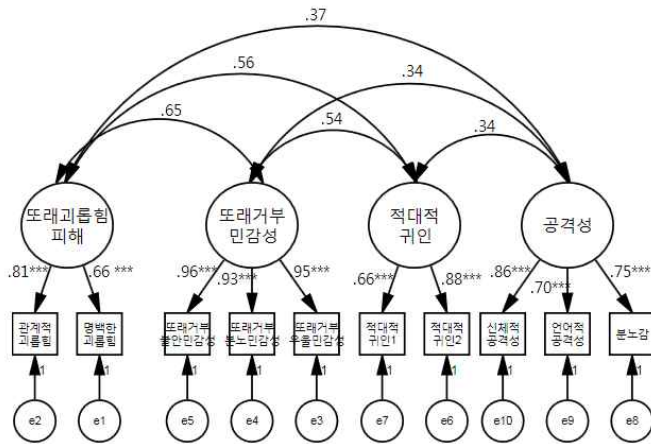 .37
.56
.34
.65
.54
.34
또래괴롭힘
피해
또래거부
민감성
적대적
귀인
공격성
.81***
.66 ***
.96***
.93***
.95***
.66***
.88***
.86***
.70***
.75***
관계적
괴롭힘
명백한
괴롭힘
또래거부
불안민감성
또래거부
분노민감성
또래거부
우울민감성
적대적
귀인1
적대적
귀인2
신체적
공격성
언어적
공격성
분노감
1
1
1
1
1
1
1
1
1
1
e2
e1
e5
e4
e3
e7
e6
e10
e9
e8